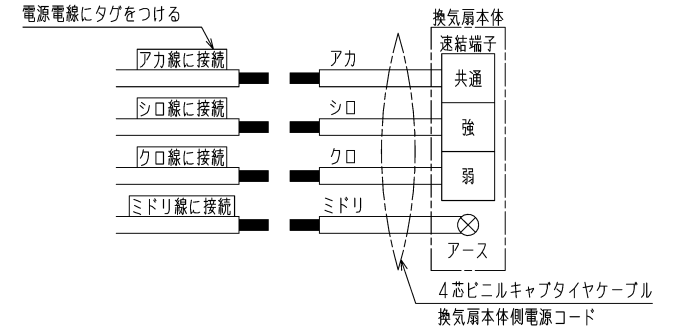 電源電線にタグをつける
換気扇本体
速結端子
アカ線に接続
アカ
共通
シロ線に接続
シロ
強
クロ線に接続
クロ
弱
ミドリ線に接続
ミドリ
アース
4芯ビニルキャブタイヤケーブル
換気扇本体側電源コード